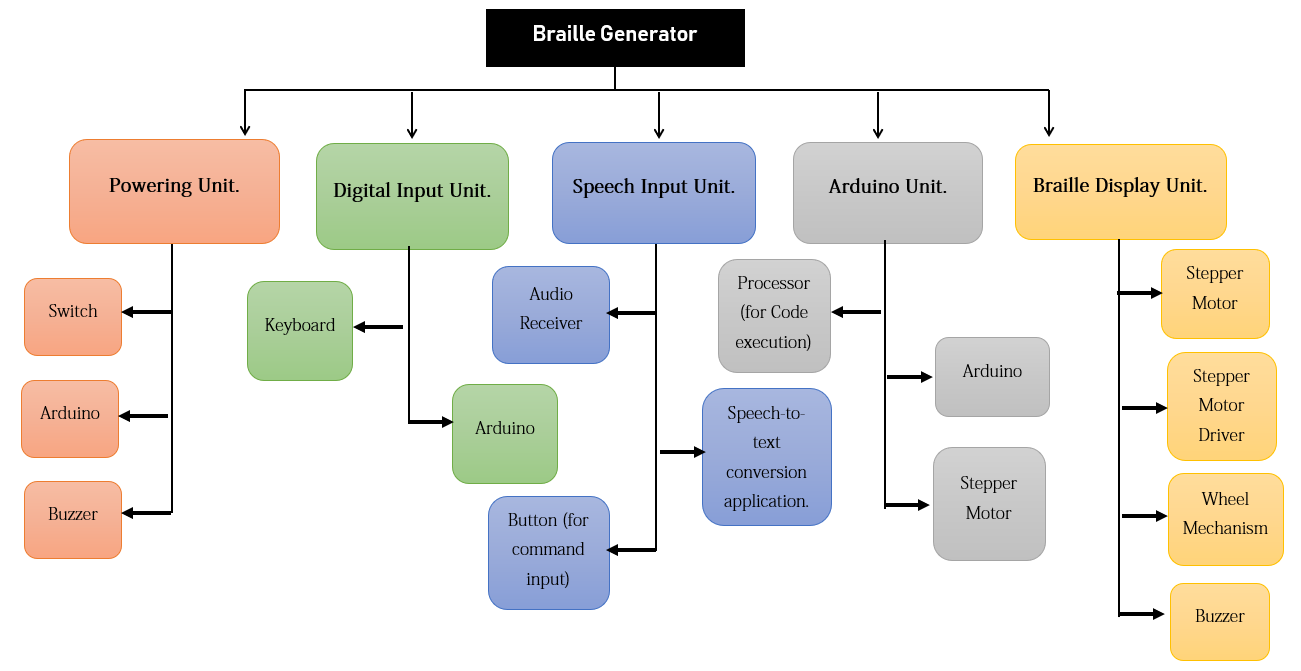 Braille Generator
Powering Unit.
Digital Input Unit.
Speech Input Unit.
Arduino Unit.
Braille Display Unit.
Switch
Arduino
Buzzer
Keyboard
Arduino
Audio
Receiver
Speech-to-
text
conversion
application.
Button (for
command
input)
Processor
(for Code
execution)
Arduino
Stepper
Motor
Stepper
Motor
Stepper
Motor
Driver
Wheel
Mechanism
Buzzer